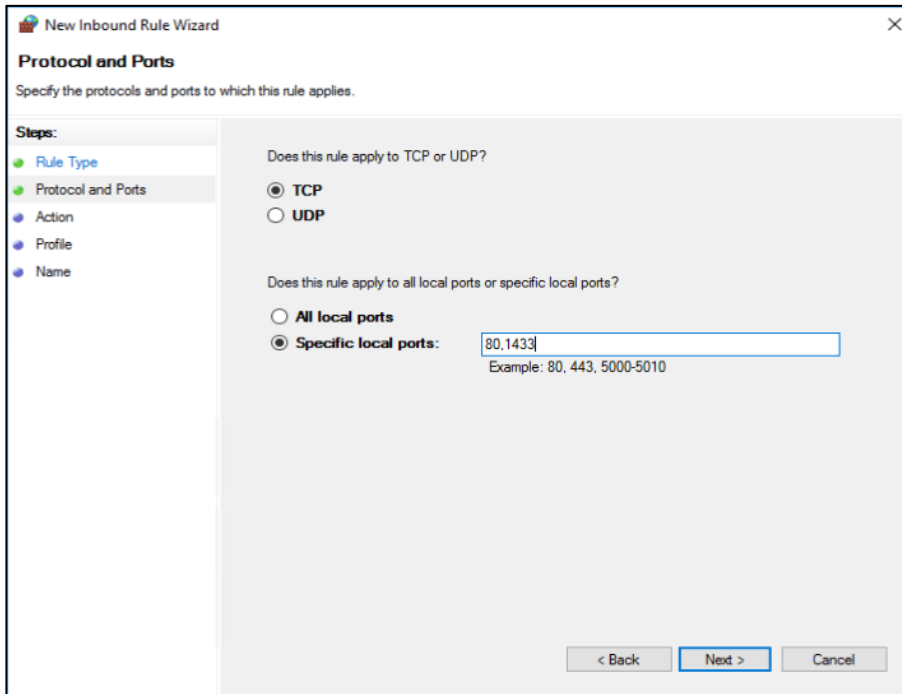 New Inbound Rule Wizard
Protocol and Ports
Specify the protocols and ports to which this rule applies.
Steps:
Rule Type
Protocol and Ports
Action
Profile
Name
Does this rule apply to TCP or UDP?
TCP
UDP
Does this rule apply to all local ports or specific local ports?
All local ports
Specific local ports:
80,1433
Example: 80, 443, 5000-5010
< Back
Next >
Cancel